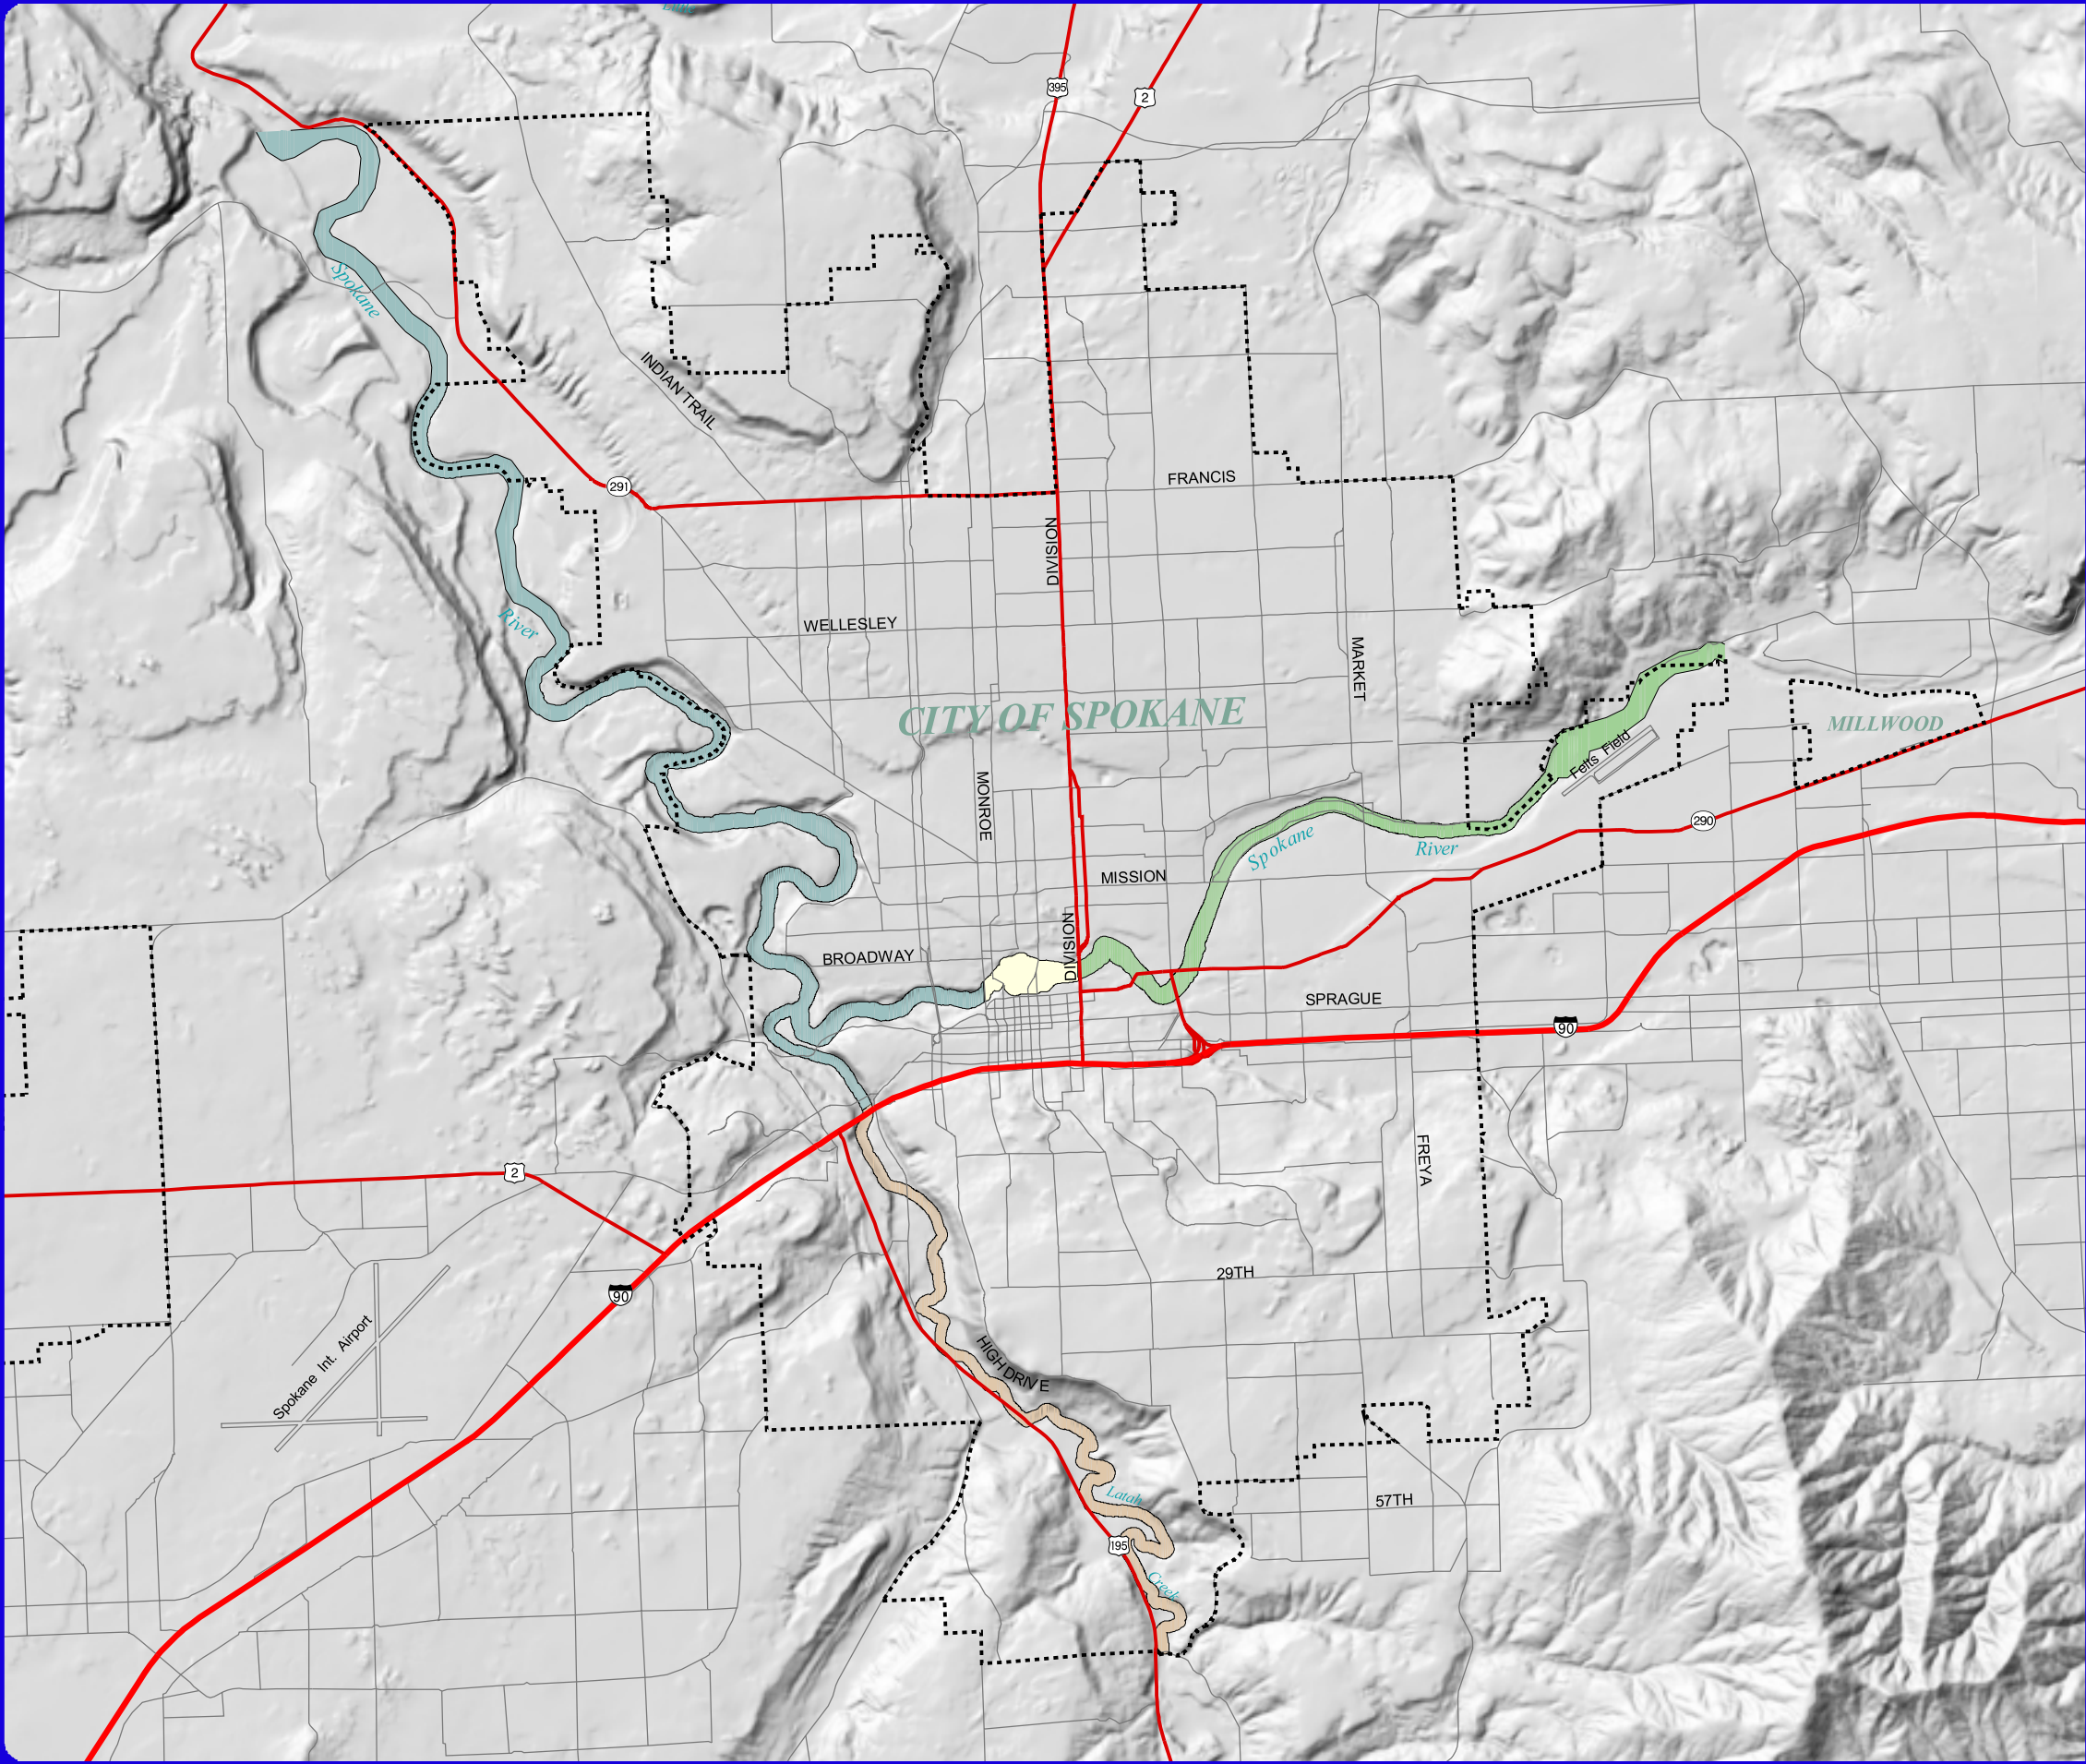 395
2
Spokane
INDIAN TRAIL
291
FRANCIS
DIVISION
River
WELLESLEY
MARKET
CITY OF SPOKANE
MILLWOOD
Felts Field
MONROE
290
Spokane
River
MISSION
DIVISION
BROADWAY
SPRAGUE
90
FREYA
2
29TH
90
Spokane Int. Airport
HIGH DRIVE
Latah
57TH
195
Creek